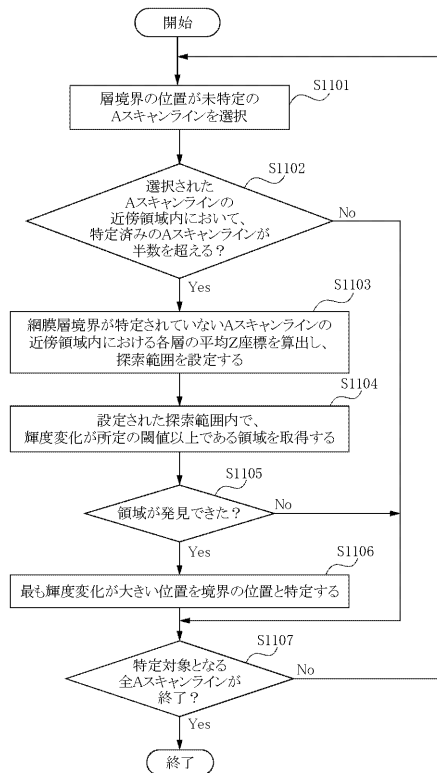 開始
S1101
層境界の位置が未特定の
Aスキャンラインを選択
S1102
選択された
Aスキャンラインの
近傍領域内において、
特定済みのAスキャンラインが
半数を超える？
No
Yes
S1103
網膜層境界が特定されていないAスキャンラインの
近傍領域内における各層の平均Z座標を算出し、
探索範囲を設定する
S1104
設定された探索範囲内で、
輝度変化が所定の閾値以上である領域を取得する
S1105
領域が発見できた？
No
Yes
S1106
最も輝度変化が大きい位置を境界の位置と特定する
S1107
特定対象となる
全Aスキャンラインが
終了？
No
Yes
終了